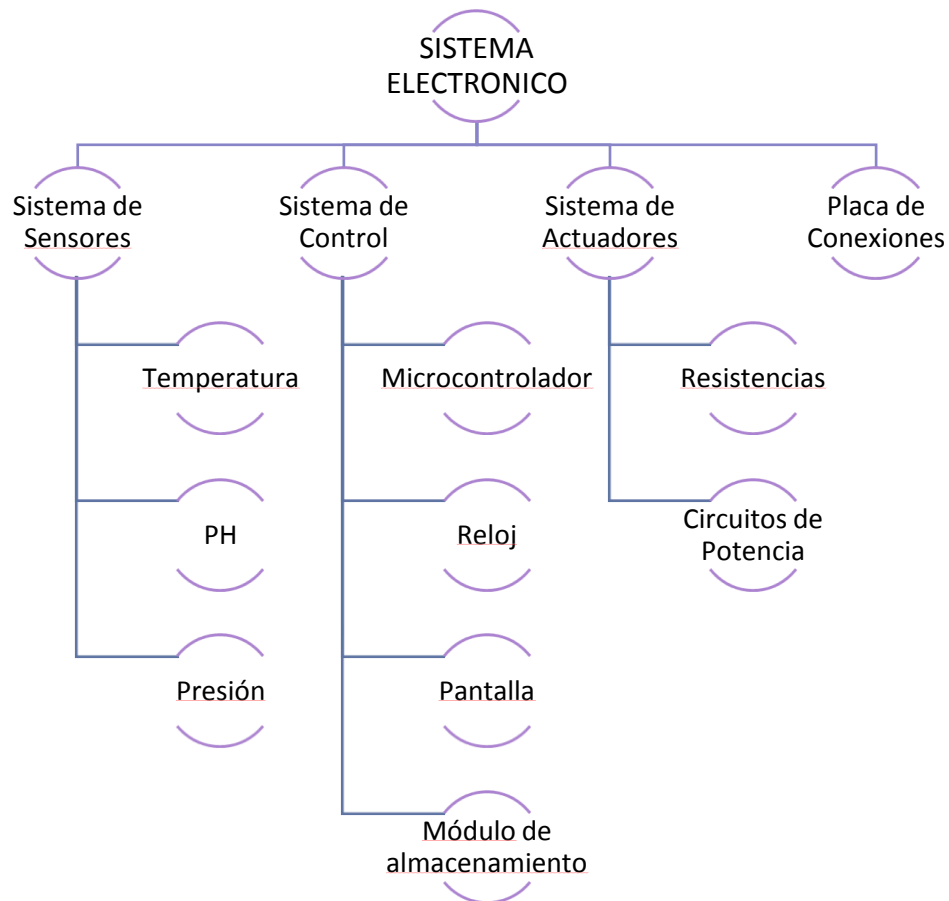 SISTEMA
ELECTRONICO
Sistema de
Sensores
Sistema de
Control
Sistema de
Actuadores
Placa de
Conexiones
Temperatura
Microcontrolador
Resistencias
PH
Reloj
Circuitos de
Potencia
Presión
Pantalla
Módulo de
almacenamiento